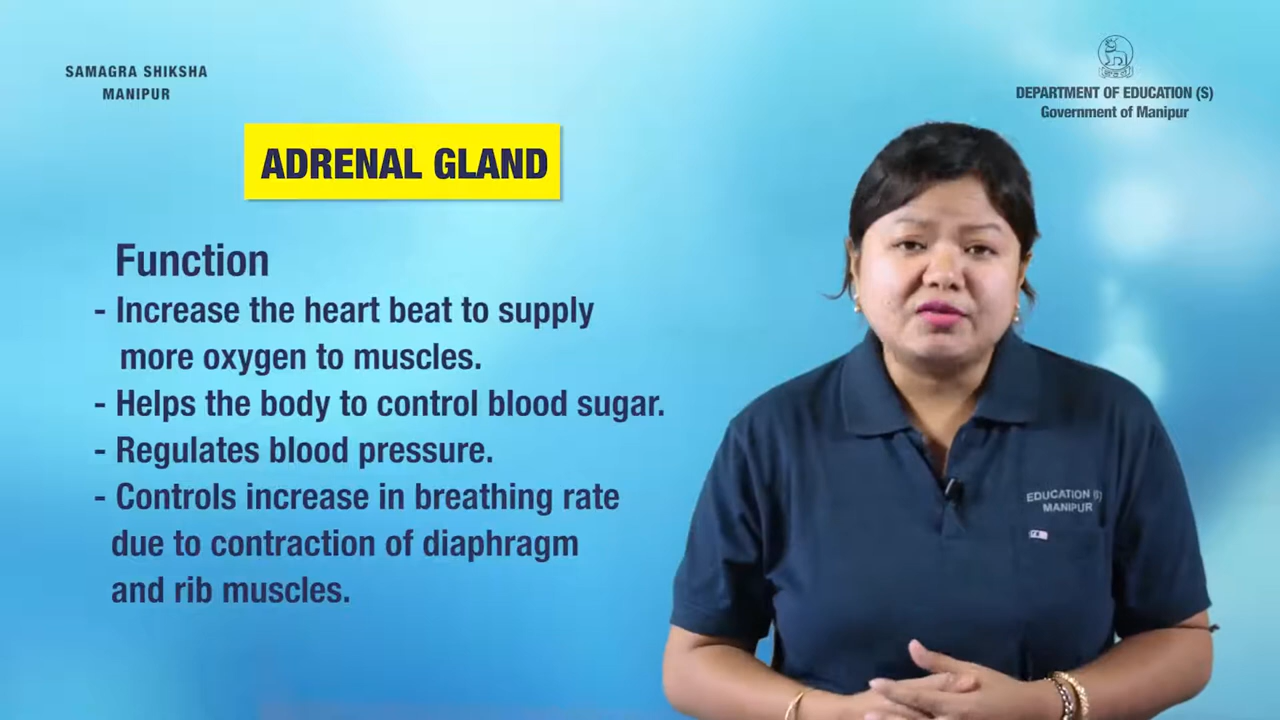 SAMAGRA SHIKSHA
MANIPUR
DEPARTMENT OF EDUCATION (S)
Government of Manipur
ADRENAL GLAND
Function
- Increase the heart beat to supply
more oxygen to muscles.
- Helps the body to control blood sugar.
- Regulates blood pressure.
- Controls increase in breathing rate
due to contraction of diaphragm
and rib muscles.
EDUCATION (S)
MANIPUR